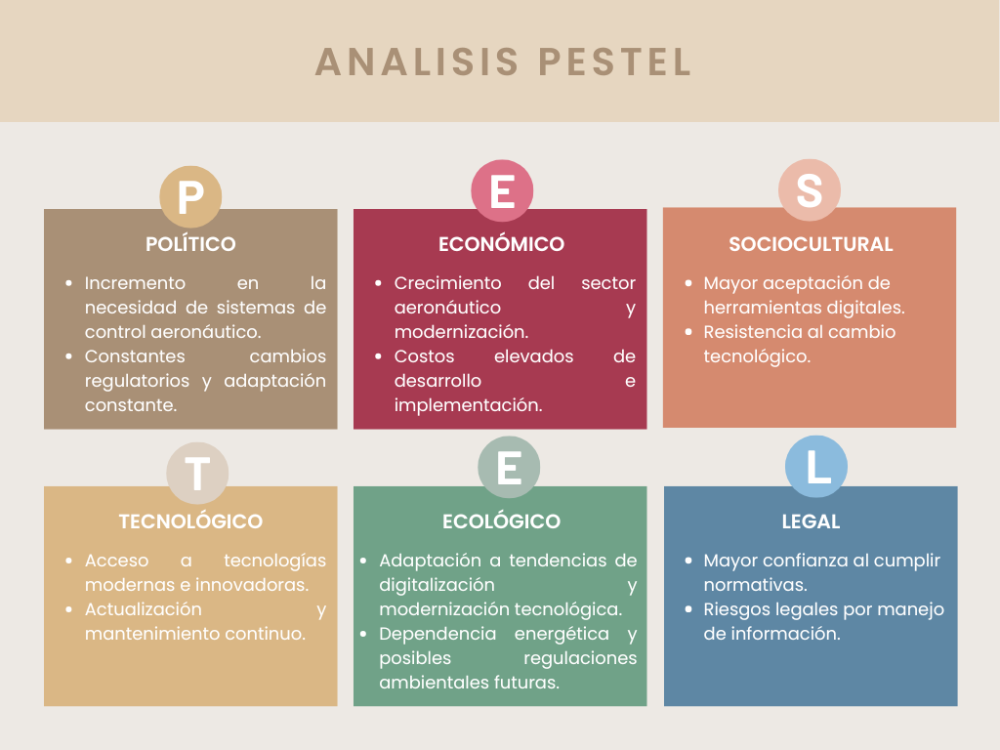 ANALISIS PESTEL
P
POLÍTICO
• Incremento en la
necesidad de sistemas de
control aeronáutico.
• Constantes cambios
regulatorios y adaptación
constante.
E
ECONÓMICO
• Crecimiento del sector
aeronáutico y
modernización.
• Costos elevados de
desarrollo e
implementación.
S
SOCIOCULTURAL
• Mayor aceptación de
herramientas digitales.
• Resistencia al cambio
tecnológico.
T
TECNOLÓGICO
• Acceso a tecnologías
modernas e innovadoras.
• Actualización y
mantenimiento continuo.
E
ECOLÓGICO
• Adaptación a tendencias de
digitalización y
modernización tecnológica.
• Dependencia energética y
posibles regulaciones
ambientales futuras.
L
LEGAL
• Mayor confianza al cumplir
normativas.
• Riesgos legales por manejo
de información.